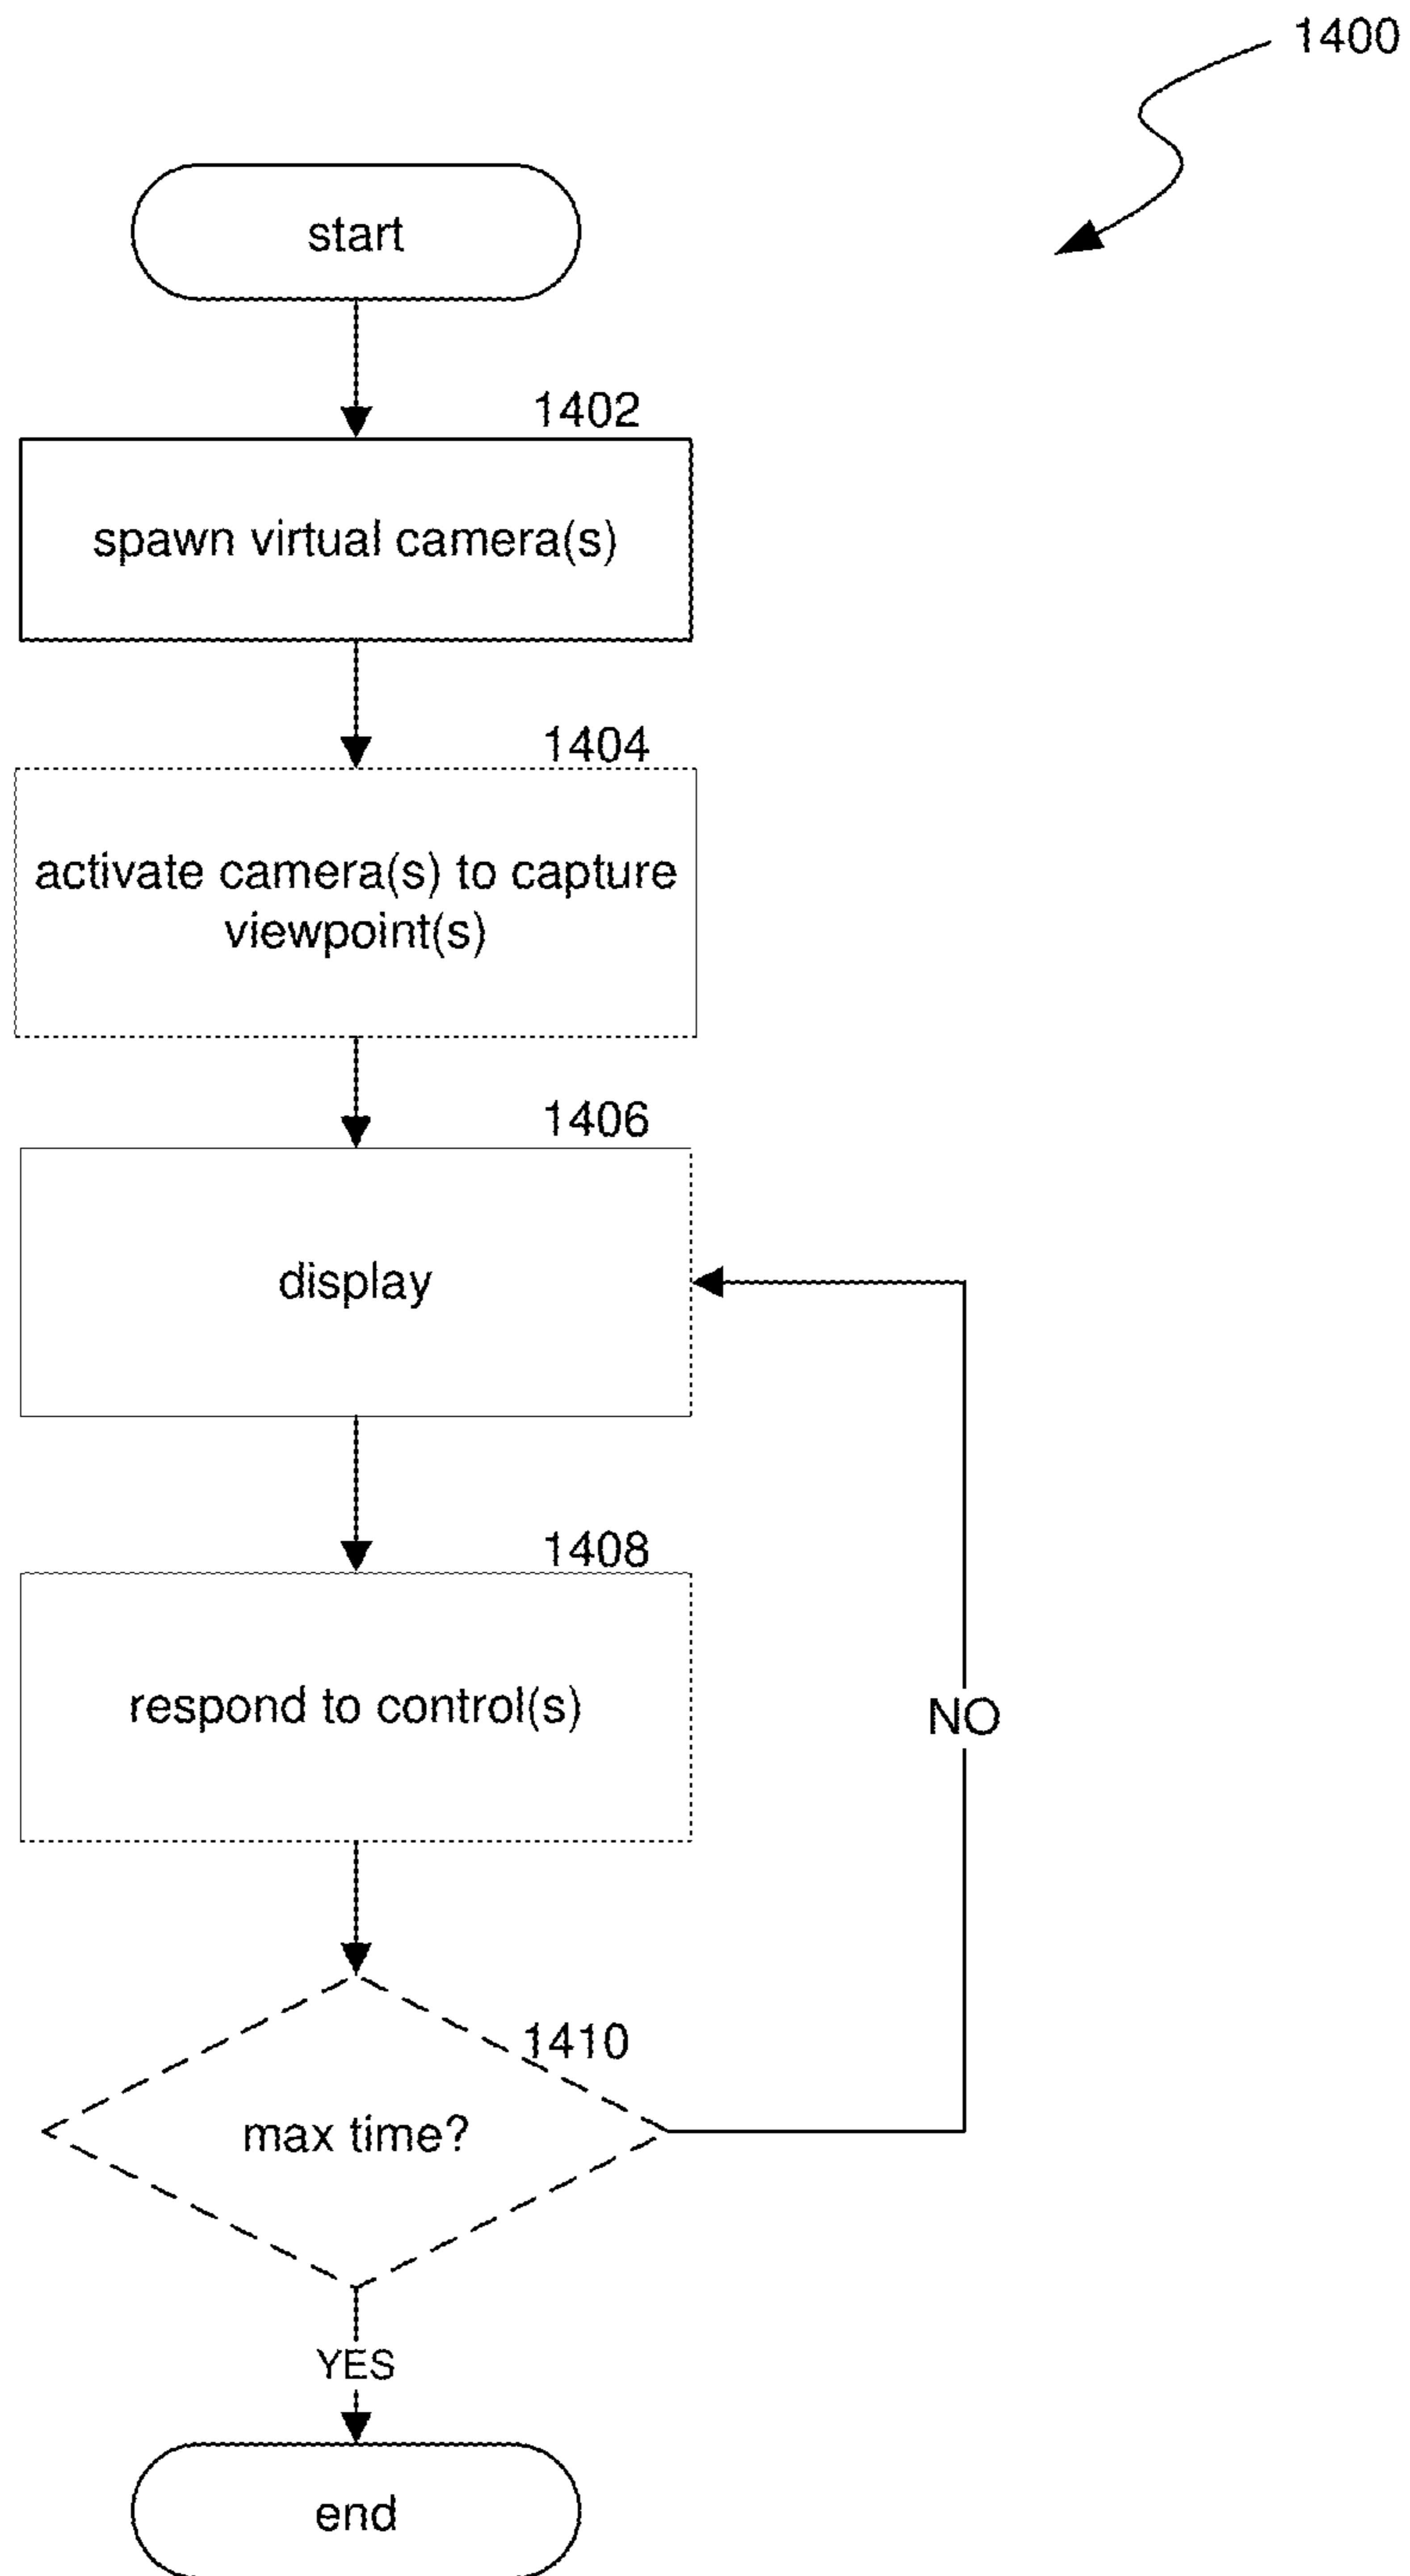 1400
start
1402
spawn virtual camera(s)
1404
activate camera(s) to capture
viewpoint(s)
1406
display
1408
respond to control(s)
NO
1410
max time?
YES
end